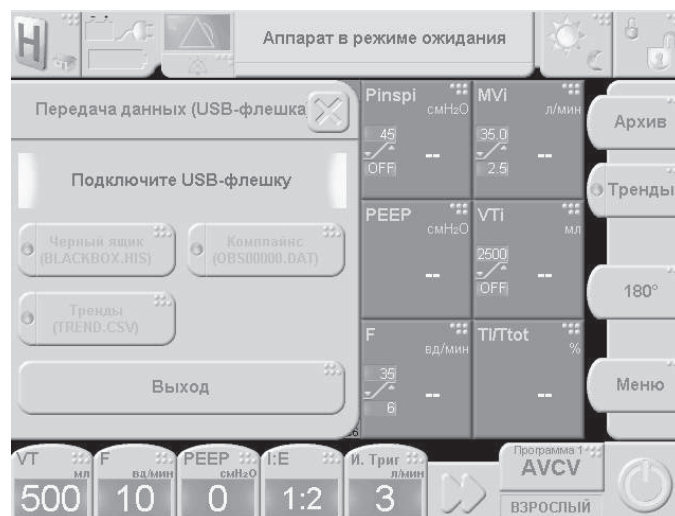 H
Аппарат в режиме ожидания
Передача данных (USB-флешка
Подключите USB-флешку
Черный ящик
(BLACKBOX.HIS)
Комплайнс
(OBS00000.DAT)
Тренды
(TREND.CSV)
Выход
Pinspi
смH2O
45
OFF
--
MVi
л/мин
35.0
2.5
--
PEEP
смH2O
--
VTi
мл
2500
OFF
--
F
вд/мин
35
6
--
TI/Ttot
%
--
Архив
Тренды
180°
Меню
VT
мл
500
F
вд/мин
10
PEEP
смH2O
0
I:E
1:2
И. Триг
л/мин
3
Программа 1
AVCV
ВЗРОСЛЫЙ